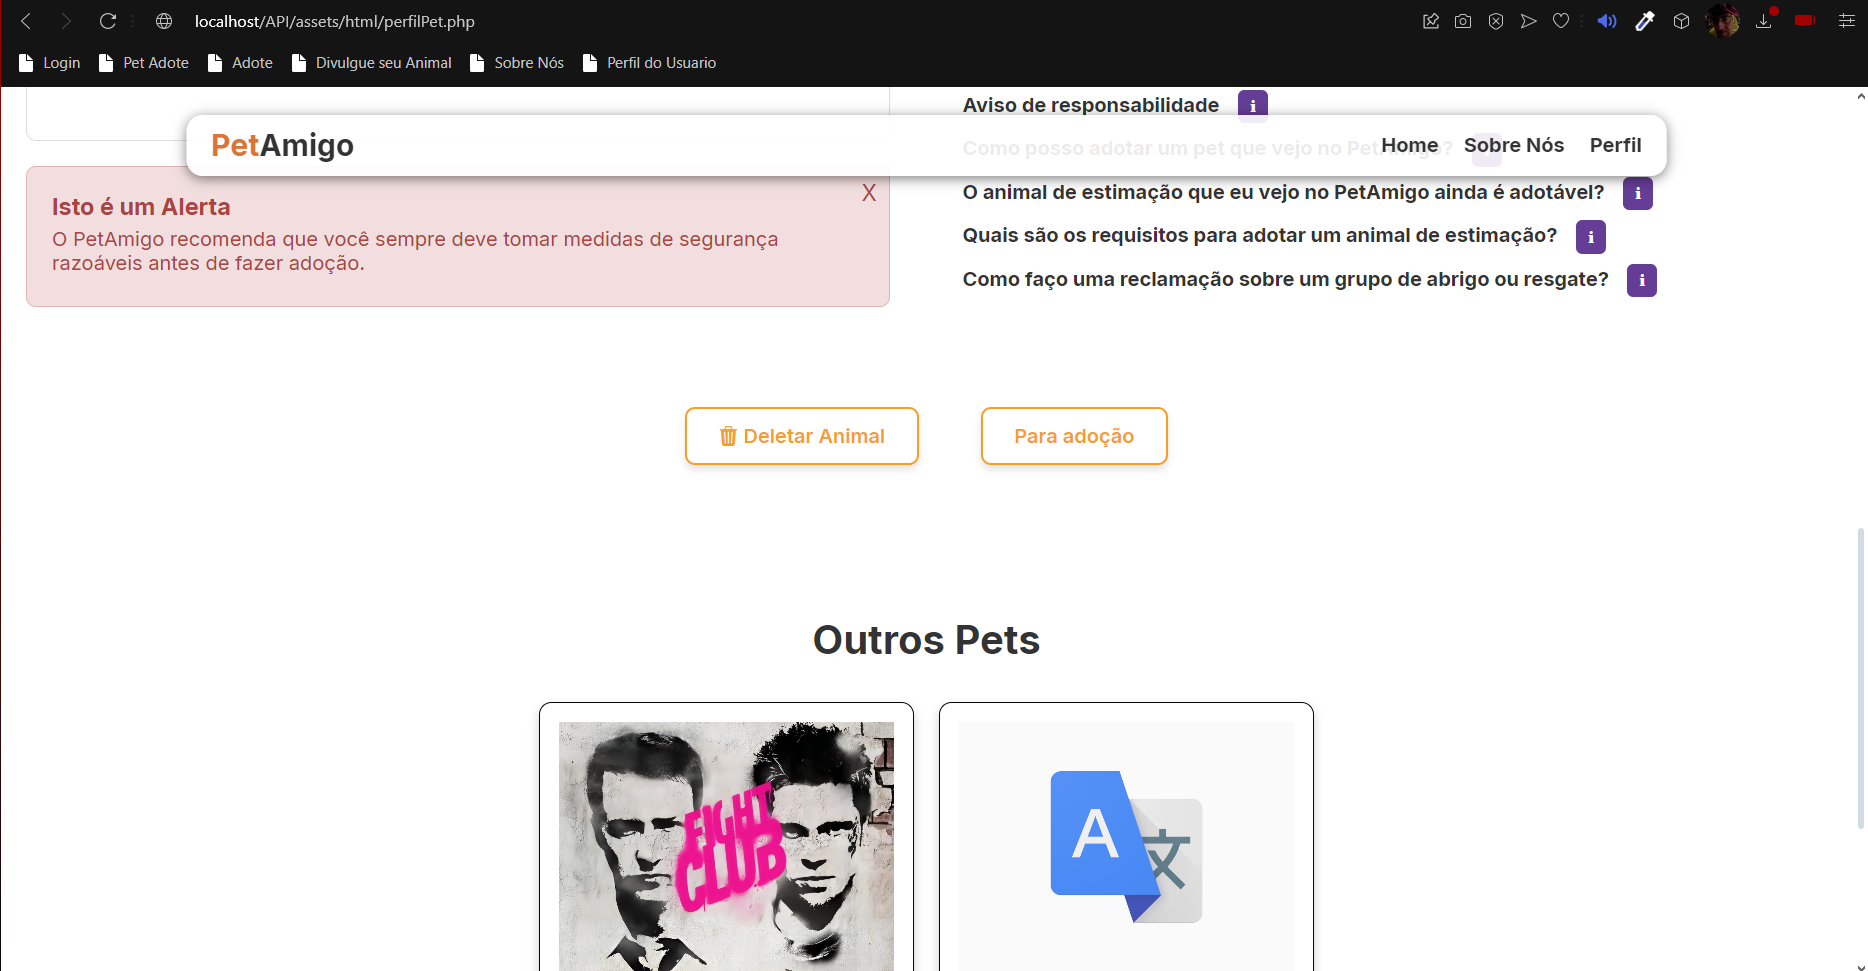 localhost/API/assets/html/perfilPet.php
Login
Pet Adote
Adote
Divulgue seu Animal
Sobre Nós
Perfil do Usuario
Aviso de responsabilidade
i
PetAmigo
Home
Sobre Nós
Perfil
Como posso adotar um pet que vejo no PetAmigo?
Isto é um Alerta
X
O PetAmigo recomenda que você sempre deve tomar medidas de segurança
razoáveis antes de fazer adoção.
O animal de estimação que eu vejo no PetAmigo ainda é adotável?
i
Quais são os requisitos para adotar um animal de estimação?
i
Como faço uma reclamação sobre um grupo de abrigo ou resgate?
i
Deletar Animal
Para adoção
Outros Pets
FIGHT
CLUB
A
文